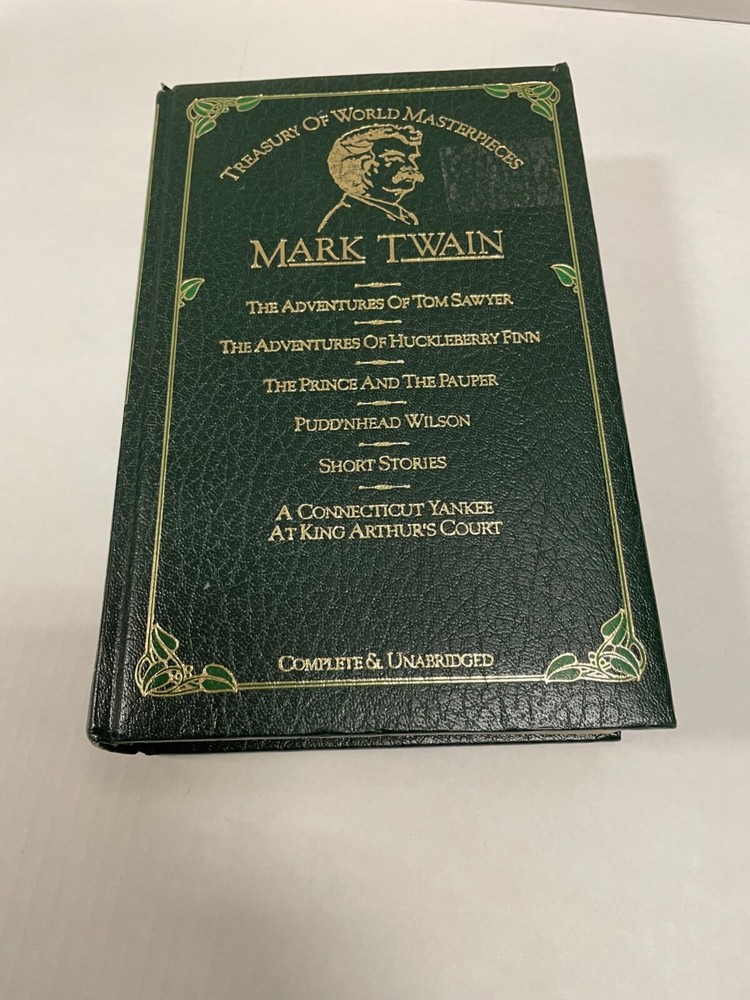 Treasury Of World Masterpieces
Mark Twain
The Adventures Of Tom Sawyer
The Adventures Of Huckleberry Finn
The Prince And The Pauper
Pudd'nhead Wilson
Short Stories
A Connecticut Yankee
At King Arthur's Court
Complete & Unabridged